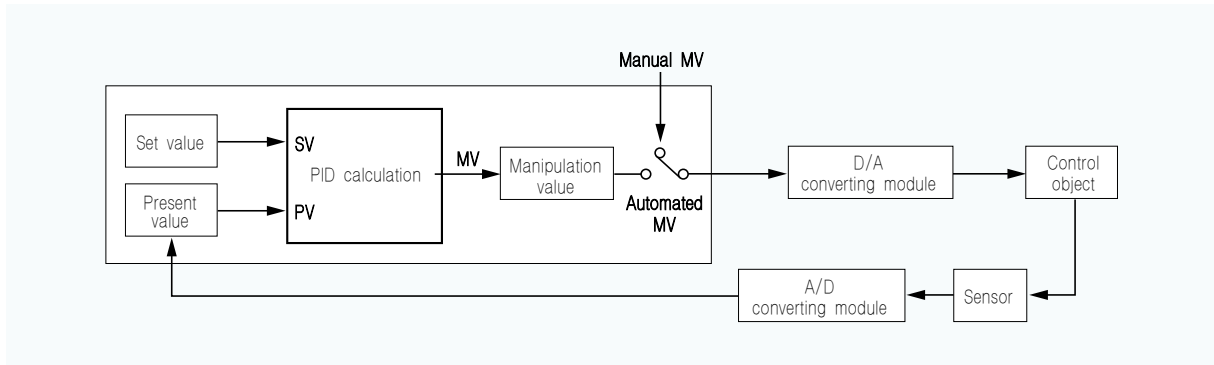 Manual MV
Set value
SV
PID calculation
MV
Manipulation
value
Present
value
PV
Automated
MV
D/A
converting module
Control
object
A/D
converting module
Sensor